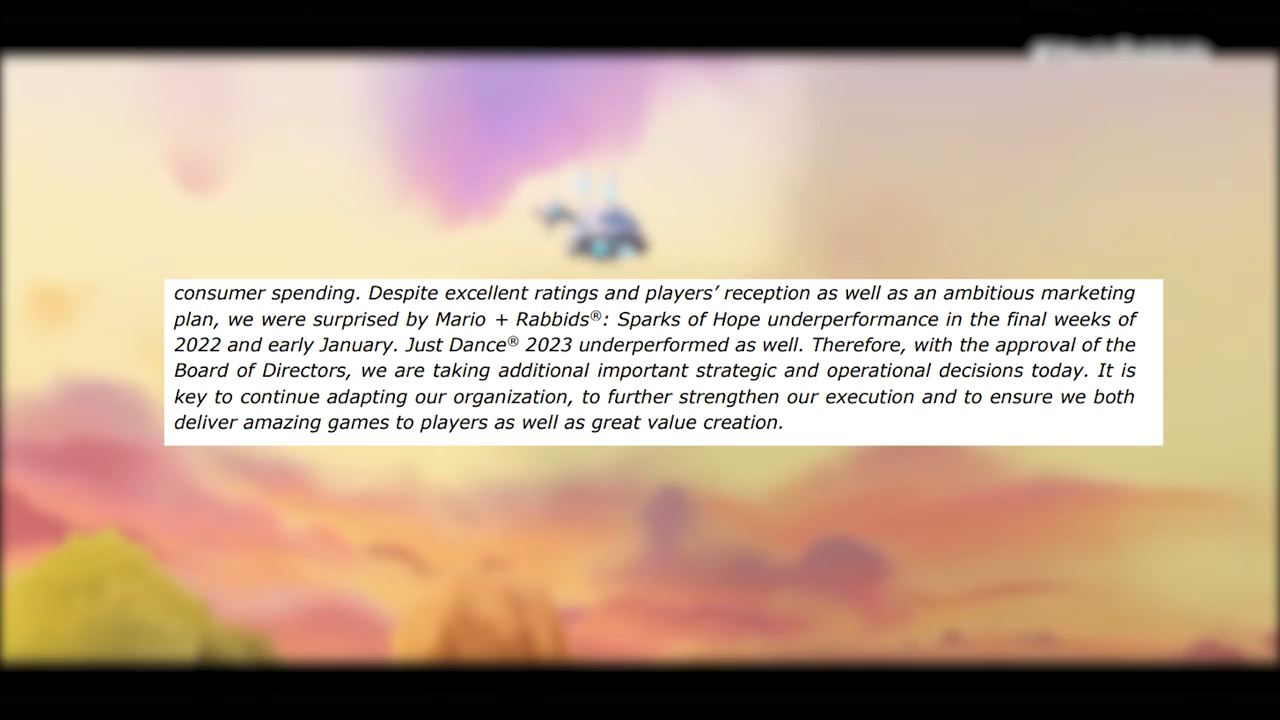 consumer spending. Despite excellent ratings and players’ reception as well as an ambitious marketing
plan, we were surprised by Mario + Rabbids®: Sparks of Hope underperformance in the final weeks of
2022 and early January. Just Dance® 2023 underperformed as well. Therefore, with the approval of the
Board of Directors, we are taking additional important strategic and operational decisions today. It is
key to continue adapting our organization, to further strengthen our execution and to ensure we both
deliver amazing games to players as well as great value creation.